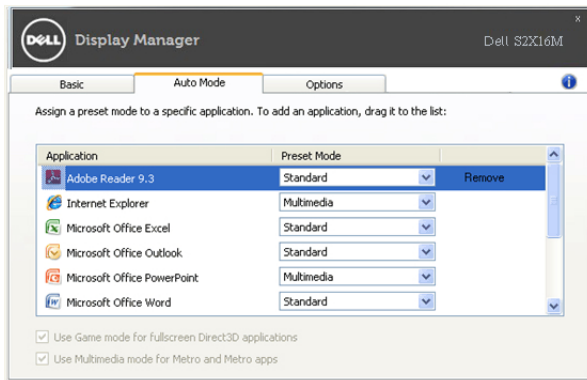 x
DELL Display Manager Dell S2X16M
Basic Auto Mode Options i
Assign a preset mode to a specific application. To add an application, drag it to the list:
Application Preset Mode
Adobe Reader 9.3 Standard Remove
Internet Explorer Multimedia
Microsoft Office Excel Standard
Microsoft Office Outlook Standard
Microsoft Office PowerPoint Multimedia
Microsoft Office Word Standard
Use Game mode for fullscreen Direct3D applications
Use Multimedia mode for Metro and Metro apps